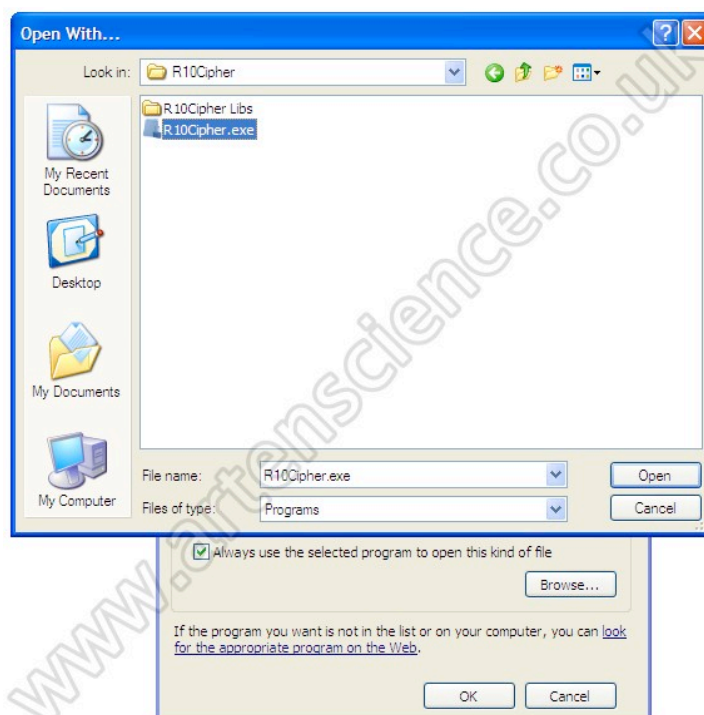 Open With...
Look in: R10Cipher
R10Cipher Libs
R10Cipher.exe
My Recent
Documents
Desktop
My Documents
My Computer
File name: R10Cipher.exe Open
Files of type: Programs Cancel
Always use the selected program to open this kind of file
Browse...
If the program you want is not in the list or on your computer, you can look
for the appropriate program on the Web.
OK Cancel
www.artenscience.co.uk